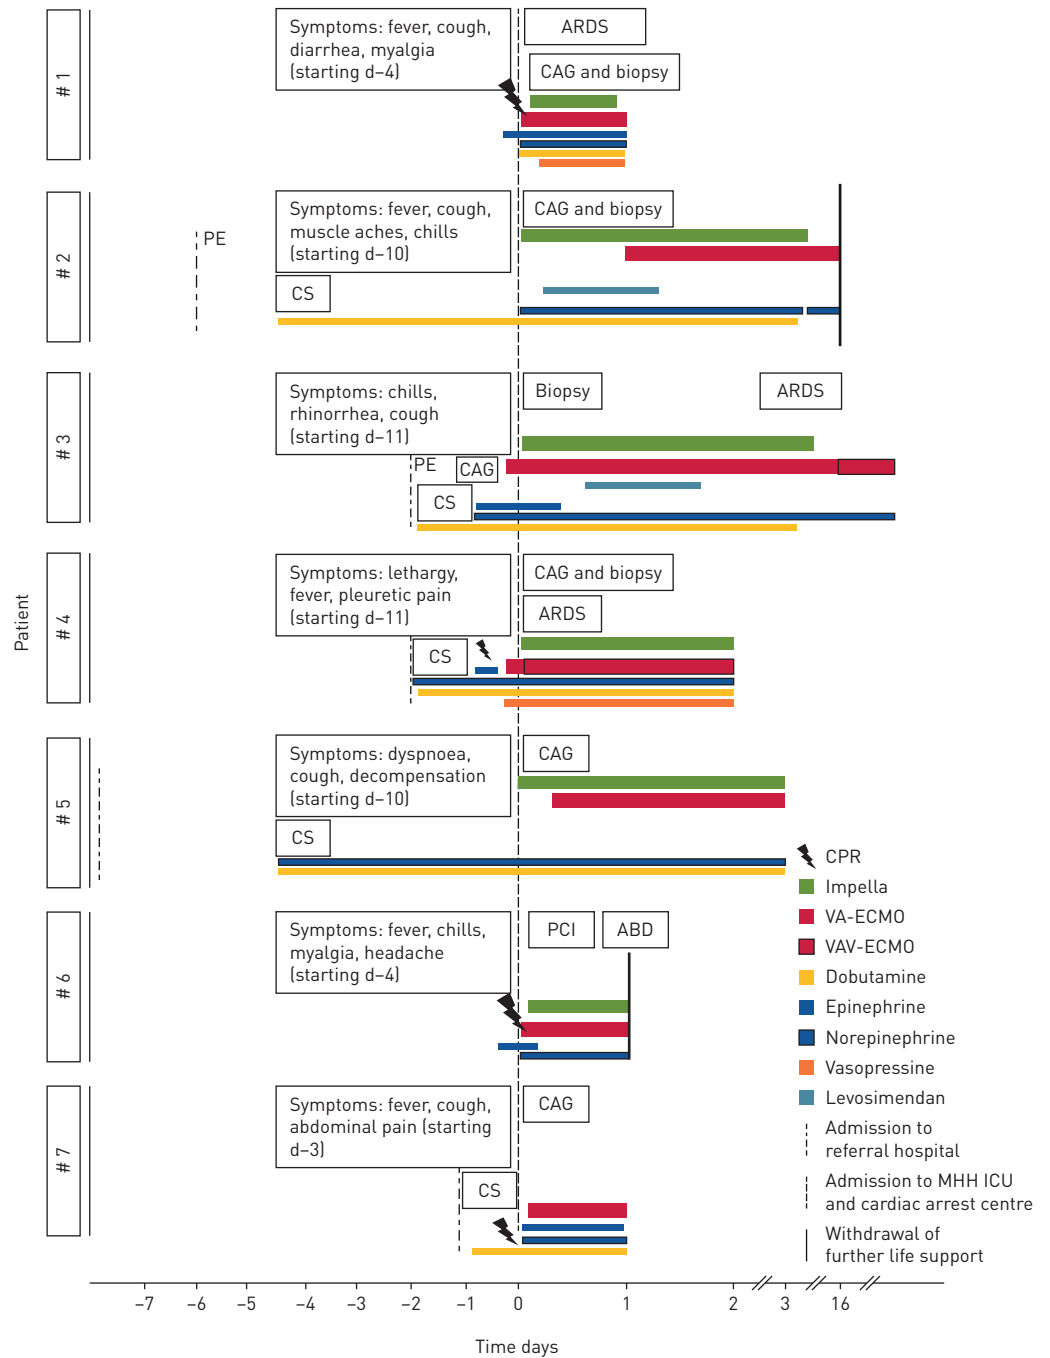 Patient
# 1
Symptoms: fever, cough,
diarrhea, myalgia
(starting d–4)
ARDS
CAG and biopsy
# 2
PE
Symptoms: fever, cough,
muscle aches, chills
(starting d–10)
CS
CAG and biopsy
# 3
Symptoms: chills,
rhinorrhea, cough
(starting d–11)
PE
CAG
CS
Biopsy
ARDS
# 4
Symptoms: lethargy,
fever, pleuretic pain
(starting d–11)
CS
CAG and biopsy
ARDS
# 5
Symptoms: dyspnoea,
cough, decompensation
(starting d–10)
CS
CAG
# 6
Symptoms: fever, chills,
myalgia, headache
(starting d–4)
PCI
ABD
# 7
Symptoms: fever, cough,
abdominal pain (starting
d–3)
CS
CAG
CPR
Impella
VA-ECMO
VAV-ECMO
Dobutamine
Epinephrine
Norepinephrine
Vasopressine
Levosimendan
Admission to
referral hospital
Admission to MHH ICU
and cardiac arrest centre
Withdrawal of
further life support
–7 –6 –5 –4 –3 –2 –1 0 1 2 3 16
Time days